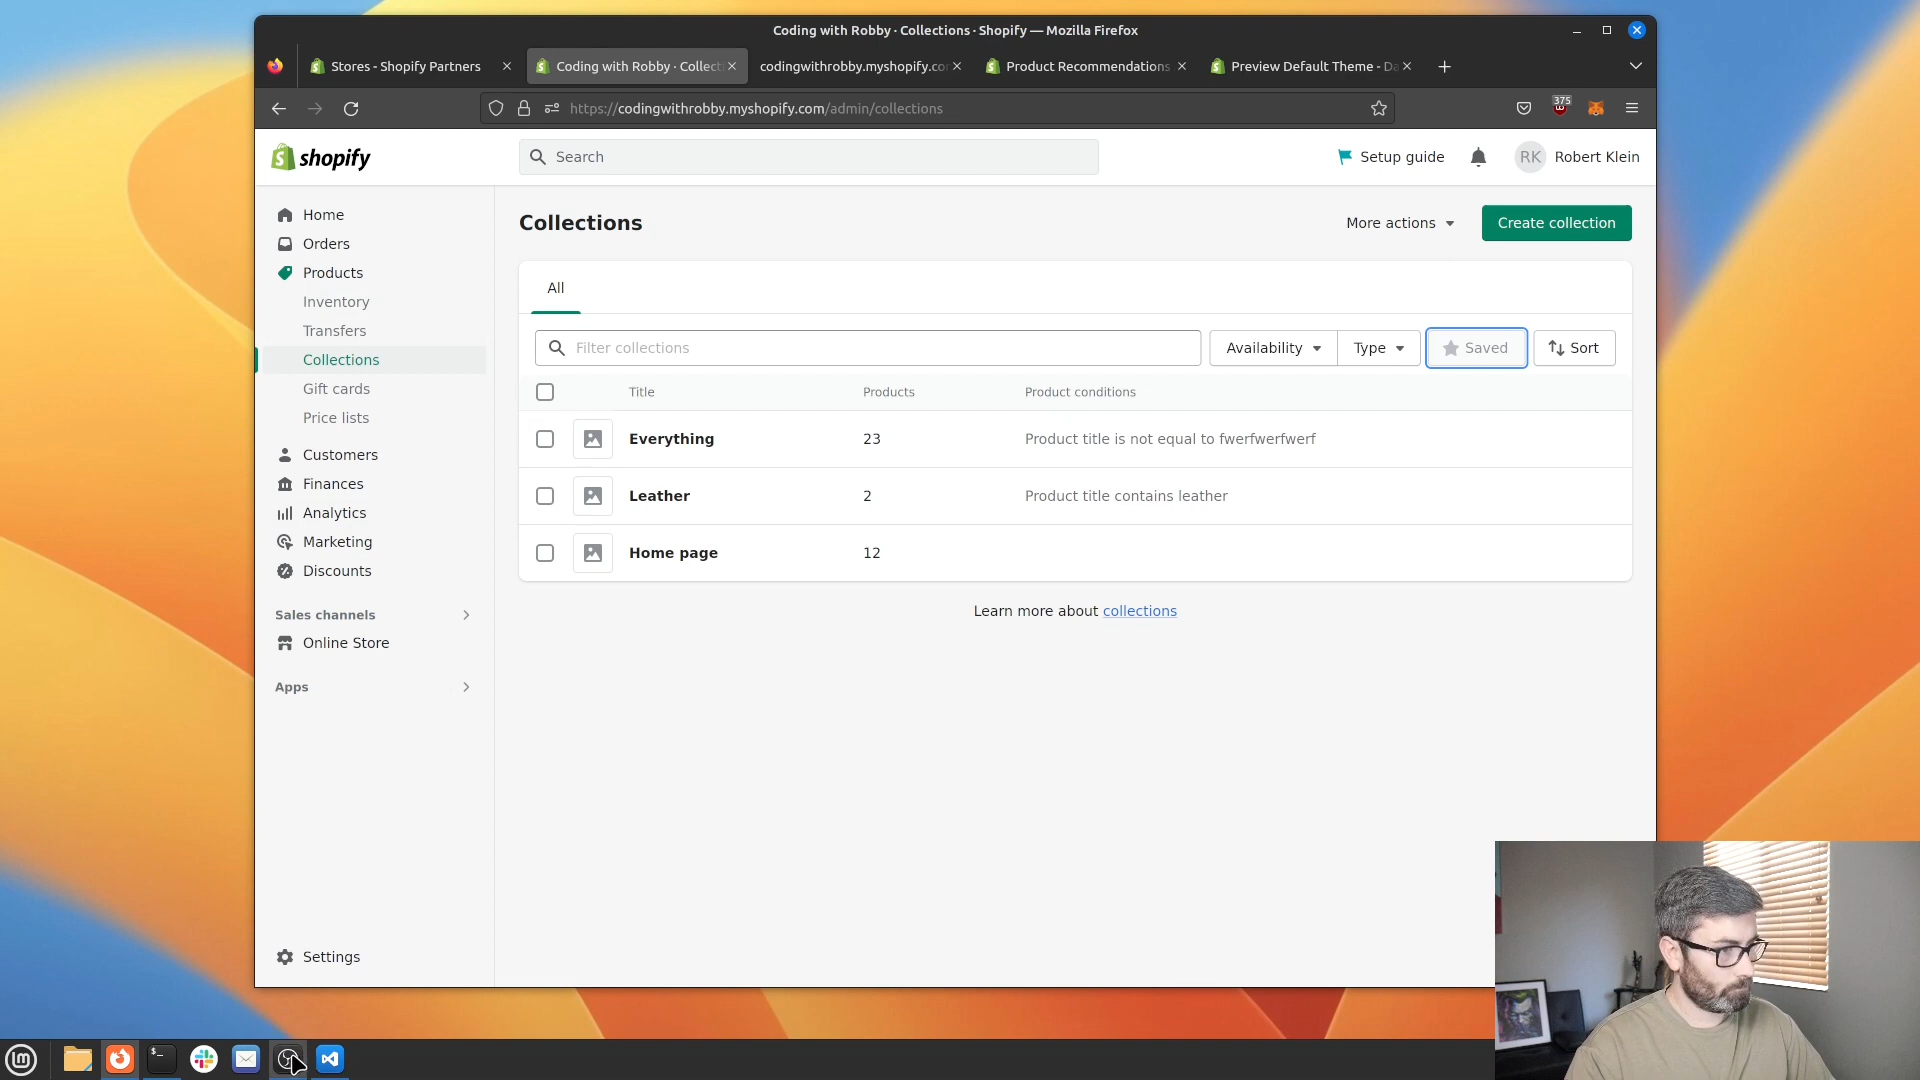 Coding with Robby · Collections · Shopify — Mozilla Firefox
Stores - Shopify Partners
Coding with Robby · Collect
codingwithrobby.myshopify.co
Product Recommendations
Preview Default Theme - Da
https://codingwithrobby.myshopify.com/admin/collections
375
shopify
Search
Setup guide
RK
Robert Klein
Home
Orders
Products
Inventory
Transfers
Collections
Gift cards
Price lists
Customers
Finances
Analytics
Marketing
Discounts
Sales channels
Online Store
Apps
Settings
Collections
More actions
Create collection
All
Filter collections
Availability
Type
Saved
Sort
Title
Products
Product conditions
Everything
23
Product title is not equal to fwerfwerfwerf
Leather
2
Product title contains leather
Home page
12
Learn more about collections